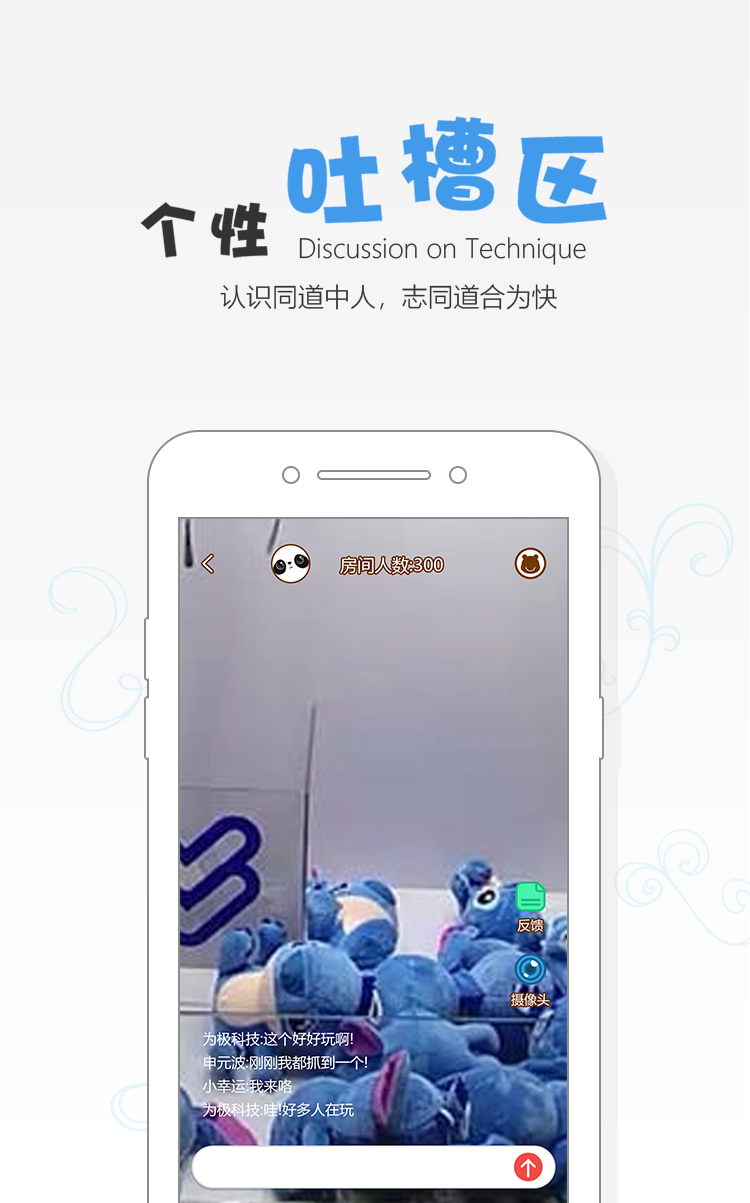 个性吐槽区
Discussion on Technique
认识同道中人，志同道合为快
房间人数:300
反馈
摄像头
为极科技:这个好好玩啊!
申元波:刚刚我都抓到一个!
小幸运:我来咯
为极科技:哇!好多人在玩